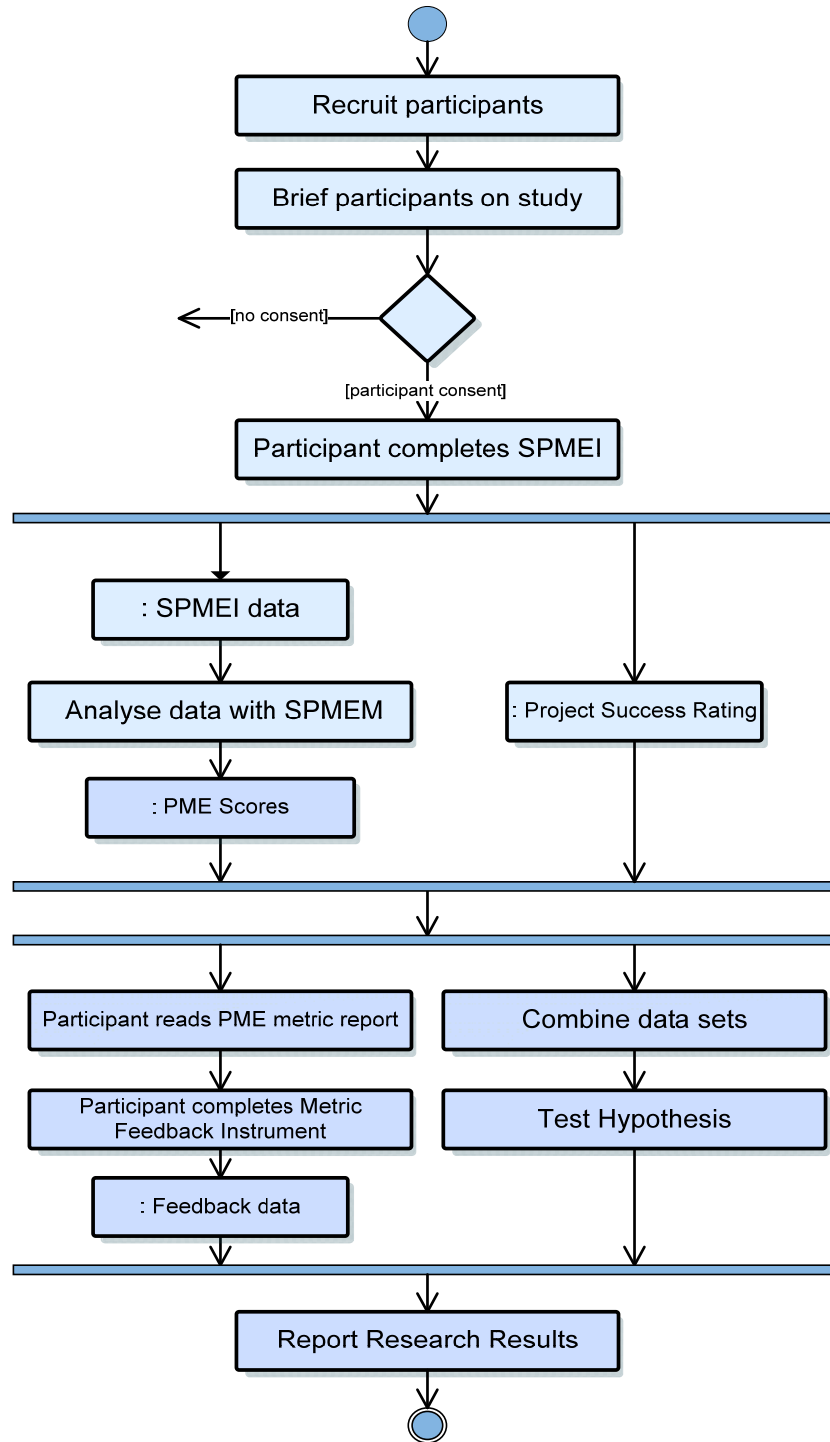 Recruit participants
Brief participants on study
[no consent]
[participant consent]
Participant completes SPMEI
: SPMEI data
Analyse data with SPMEM
: Project Success Rating
: PME Scores
Participant reads PME metric report
Combine data sets
Participant completes Metric
Feedback Instrument
Test Hypothesis
: Feedback data
Report Research Results